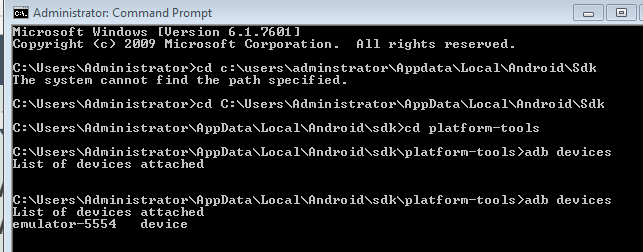 Administrator: Command Prompt
Microsoft Windows [Version 6.1.7601]
Copyright (c) 2009 Microsoft Corporation.  All rights reserved.
C:\Users\Administrator>cd c:\users\adminstrator\Appdata\Local\Android\Sdk
The system cannot find the path specified.
C:\Users\Administrator>cd C:\Users\Administrator\AppData\Local\Android\Sdk
C:\Users\Administrator\AppData\Local\Android\sdk>cd platform-tools
C:\Users\Administrator\AppData\Local\Android\sdk\platform-tools>adb devices
List of devices attached
C:\Users\Administrator\AppData\Local\Android\sdk\platform-tools>adb devices
List of devices attached
emulator-5554   device